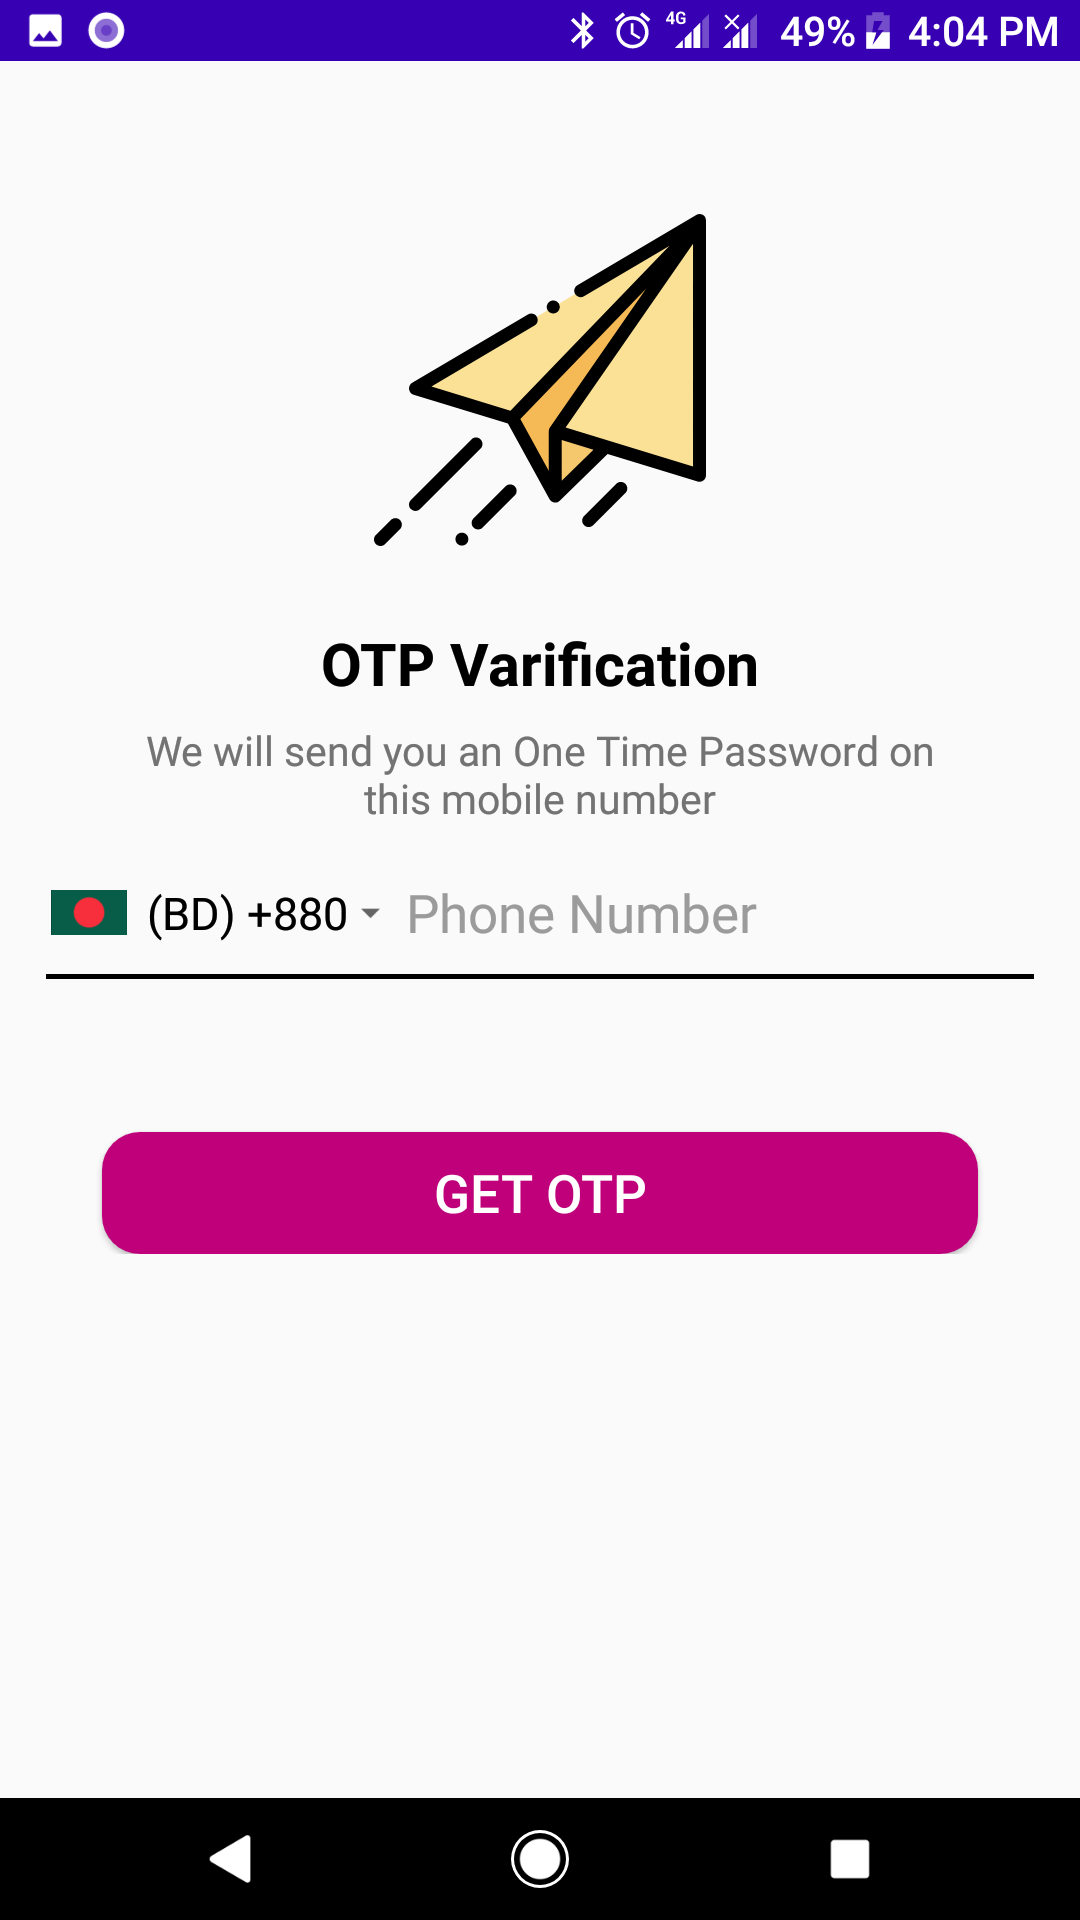 4G 49% 4:04 PM
OTP Varification
We will send you an One Time Password on
this mobile number
(BD) +880 Phone Number
GET OTP